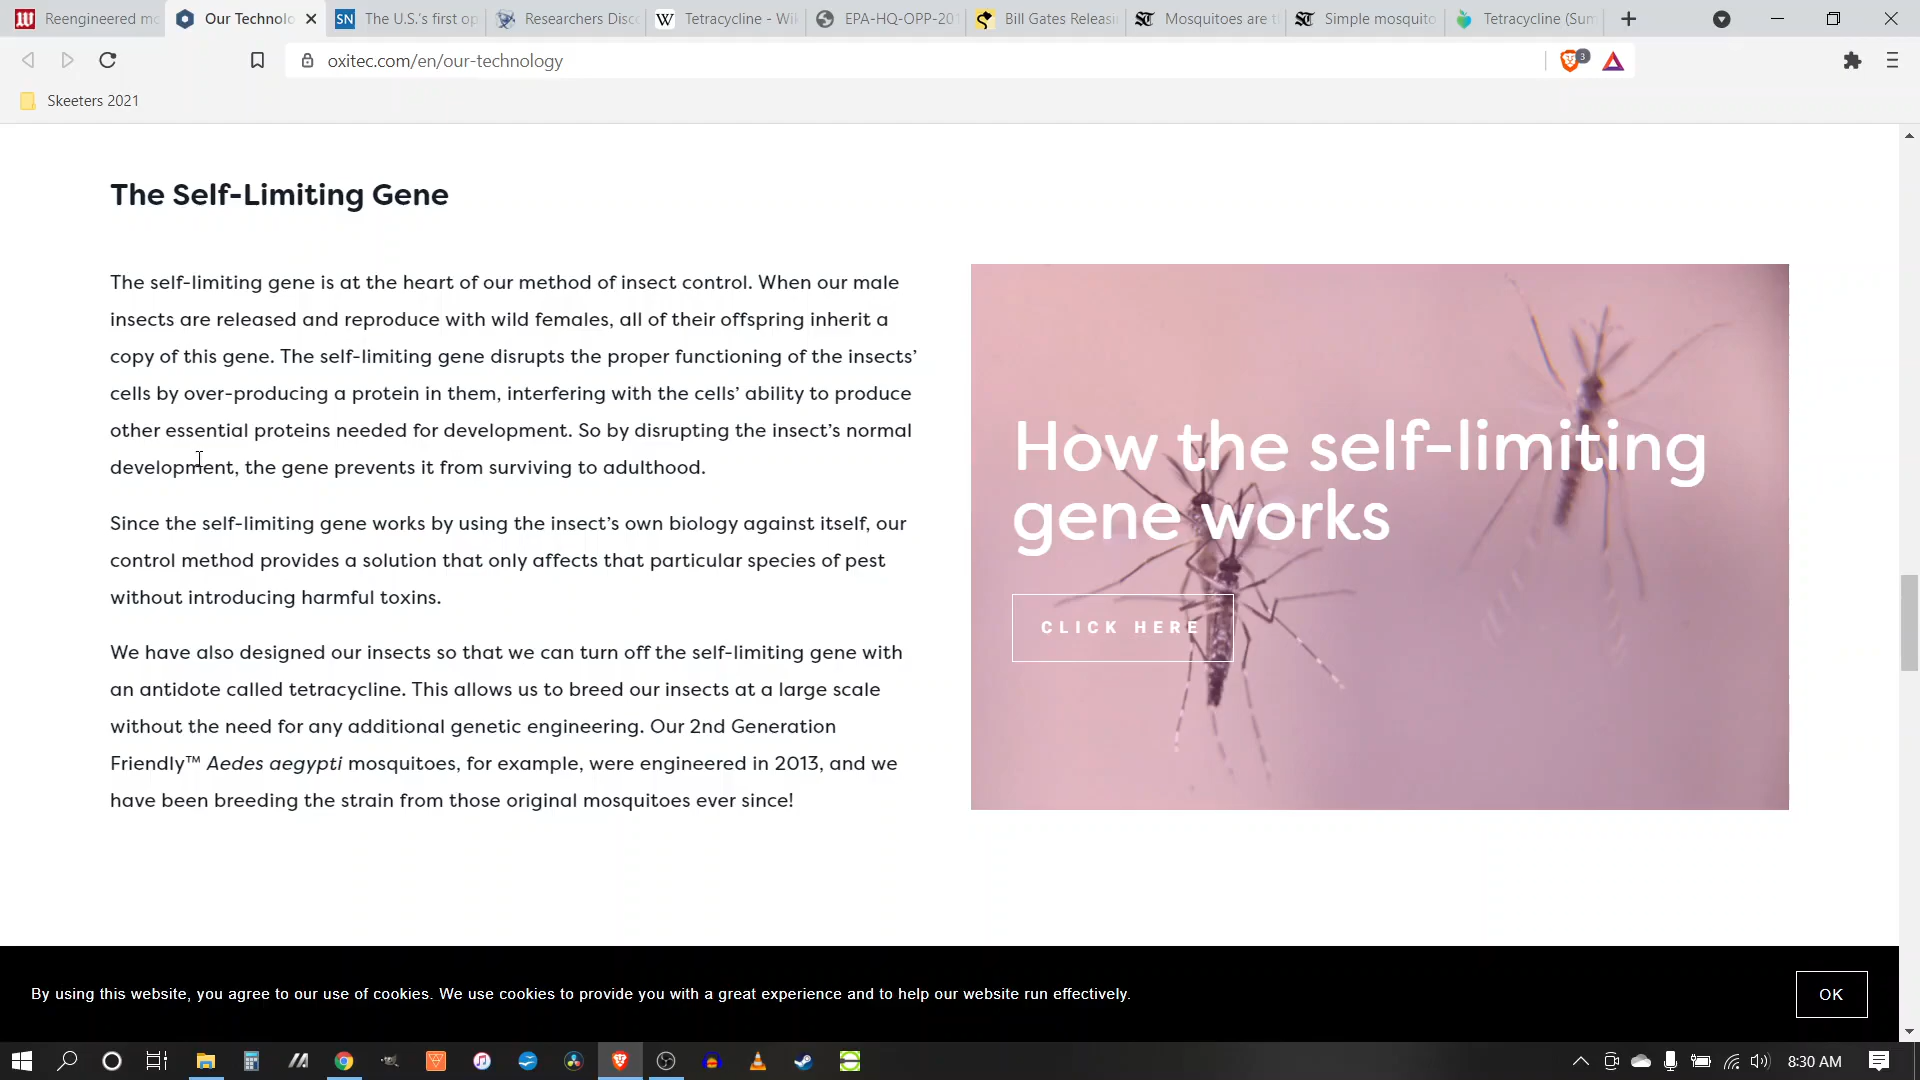 Reengineered mo
Our Technolo
The U.S.'s first op
Researchers Disc
Tetracycline - Wi
EPA-HQ-OPP-201
Bill Gates Releasi
Mosquitoes are t
Simple mosquito
Tetracycline (Sum
oxitec.com/en/our-technology
3
Skeeters 2021
The Self-Limiting Gene
The self-limiting gene is at the heart of our method of insect control. When our male
insects are released and reproduce with wild females, all of their offspring inherit a
copy of this gene. The self-limiting gene disrupts the proper functioning of the insects’
cells by over-producing a protein in them, interfering with the cells’ ability to produce
other essential proteins needed for development. So by disrupting the insect’s normal
development, the gene prevents it from surviving to adulthood.
Since the self-limiting gene works by using the insect’s own biology against itself, our
control method provides a solution that only affects that particular species of pest
without introducing harmful toxins.
We have also designed our insects so that we can turn off the self-limiting gene with
an antidote called tetracycline. This allows us to breed our insects at a large scale
without the need for any additional genetic engineering. Our 2nd Generation
Friendly™ Aedes aegypti mosquitoes, for example, were engineered in 2013, and we
have been breeding the strain from those original mosquitoes ever since!
How the self-limiting
gene works
CLICK HERE
By using this website, you agree to our use of cookies. We use cookies to provide you with a great experience and to help our website run effectively.
OK
8:30 AM